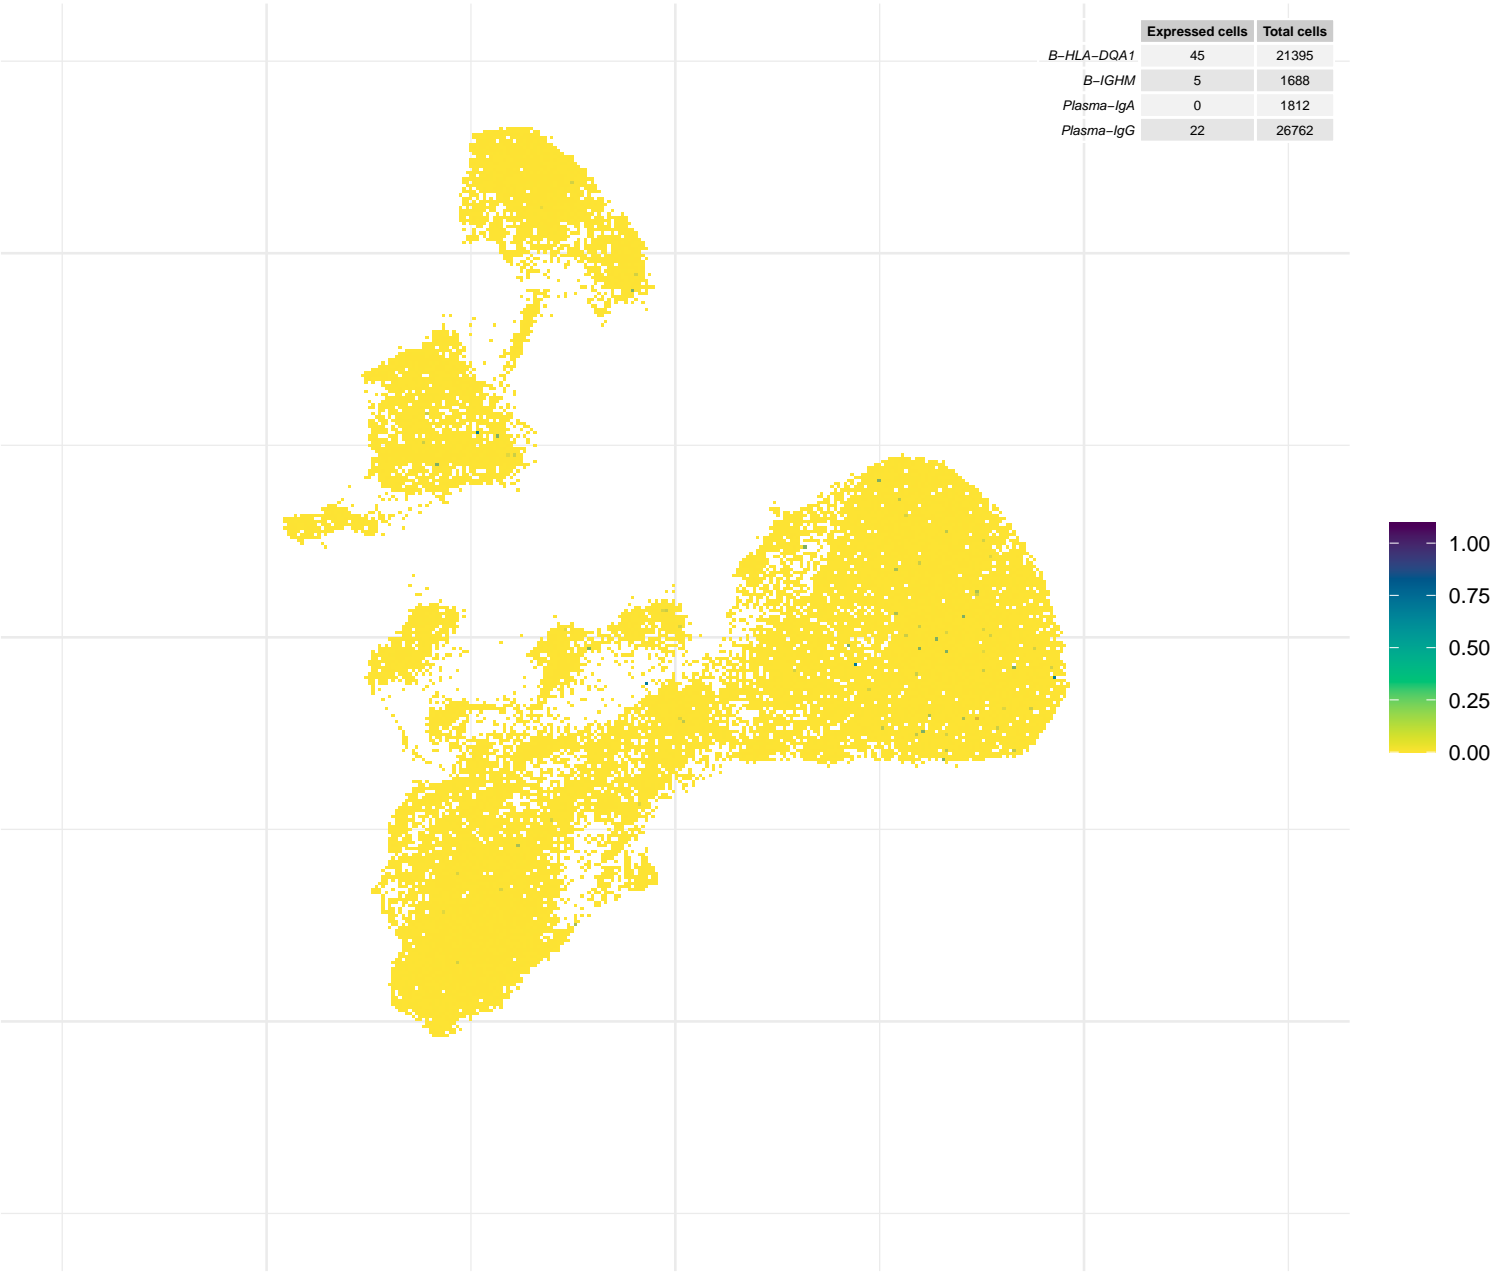 Expressed cells Total cells
B−HLA−DQA1 45 21395
B−IGHM 5 1688
Plasma−IgA 0 1812
Plasma−IgG 22 26762
1.00
0.75
0.50
0.25
0.00